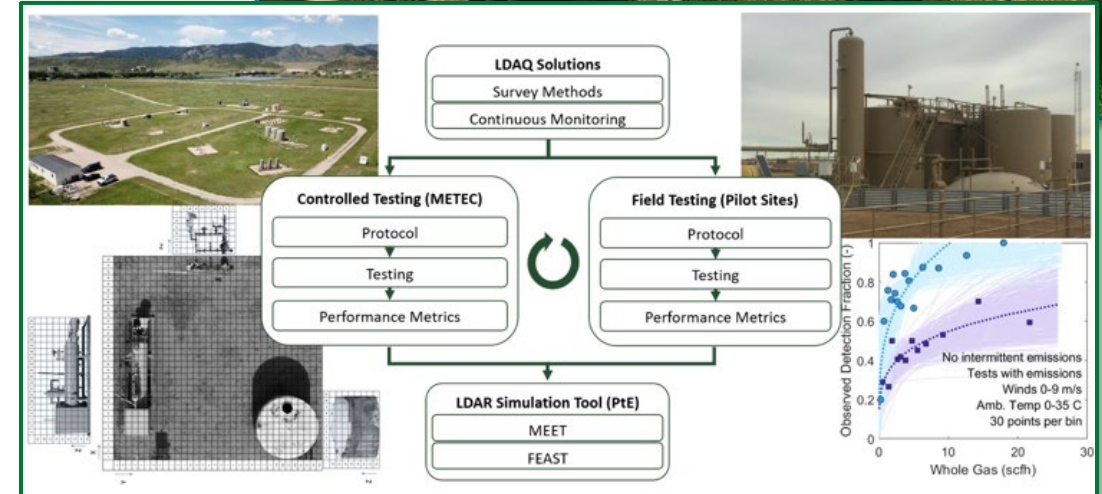 LDAQ Solutions
Survey Methods
Continuous Monitoring
Controlled Testing (METEC)
Protocol
Testing
Performance Metrics
Field Testing (Pilot Sites)
Protocol
Testing
Performance Metrics
LDAR Simulation Tool (PtE)
MEET
FEAST
Observed Detection Fraction (-)
1
0.8
0.6
0.4
0.2
0
No intermittent emissions
Tests with emissions
Winds 0-9 m/s
Amb. Temp 0-35 C
30 points per bin
0
10
20
30
Whole Gas (scfh)
Z
X
Y
Z
Z